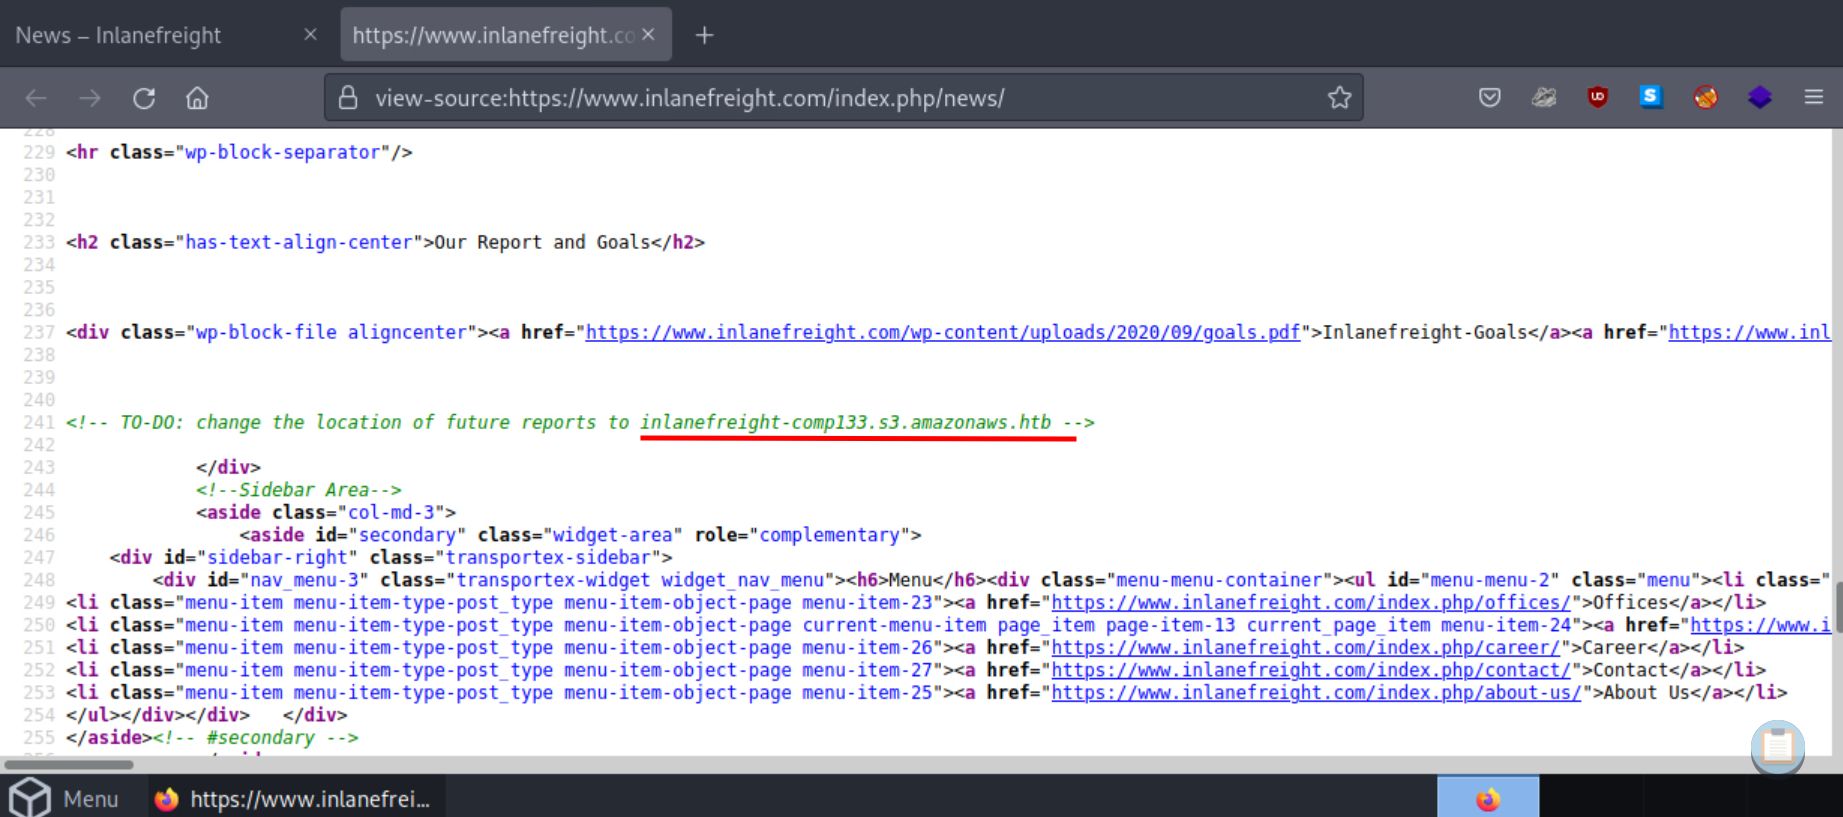 News – Inlanefreight
https://www.inlanefreight.co
view-source:https://www.inlanefreight.com/index.php/news/
228
229 <hr class="wp-block-separator"/>
230
231
232
233 <h2 class="has-text-align-center">Our Report and Goals</h2>
234
235
236
237 <div class="wp-block-file aligncenter"><a href="https://www.inlanefreight.com/wp-content/uploads/2020/09/goals.pdf">Inlanefreight-Goals</a><a href="https://www.inl
238
239
240
241 <!-- TO-DO: change the location of future reports to inlanefreight-comp133.s3.amazonaws.htb -->
242
243 </div>
244 <!--Sidebar Area-->
245 <aside class="col-md-3">
246 <aside id="secondary" class="widget-area" role="complementary">
247 <div id="sidebar-right" class="transportex-sidebar">
248 <div id="nav_menu-3" class="transportex-widget widget_nav_menu"><h6>Menu</h6><div class="menu-menu-container"><ul id="menu-menu-2" class="menu"><li class="
249 <li class="menu-item menu-item-type-post_type menu-item-object-page menu-item-23"><a href="https://www.inlanefreight.com/index.php/offices/">Offices</a></li>
250 <li class="menu-item menu-item-type-post_type menu-item-object-page current-menu-item page_item page-item-13 current_page_item menu-item-24"><a href="https://www.i
251 <li class="menu-item menu-item-type-post_type menu-item-object-page menu-item-26"><a href="https://www.inlanefreight.com/index.php/career/">Career</a></li>
252 <li class="menu-item menu-item-type-post_type menu-item-object-page menu-item-27"><a href="https://www.inlanefreight.com/index.php/contact/">Contact</a></li>
253 <li class="menu-item menu-item-type-post_type menu-item-object-page menu-item-25"><a href="https://www.inlanefreight.com/index.php/about-us/">About Us</a></li>
254 </ul></div></div> </div>
255 </aside><!-- #secondary -->
Menu
https://www.inlanefrei...